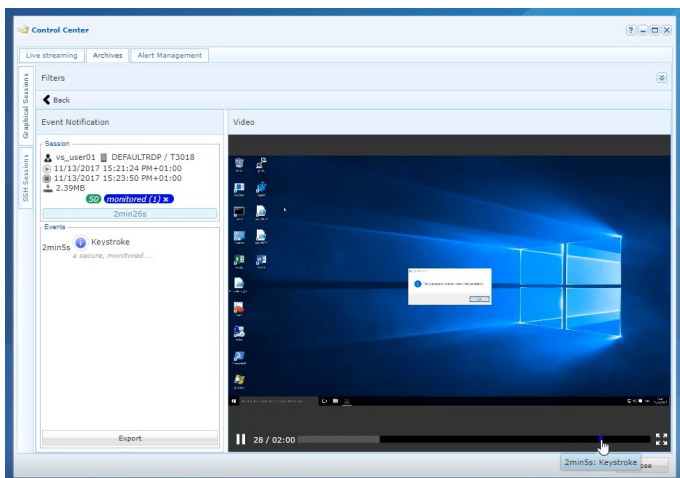 Control Center
Live streaming
Archives
Alert Management
Graphical Sessions
SSH Sessions
Filters
Back
Event Notification
Video
Session
vs_user01 DEFAULTRDP / T3018
11/13/2017 15:21:24 PM+01:00
11/13/2017 15:23:50 PM+01:00
2.39MB
50 monitored (1) x
2min26s
Events
2min5s Keystroke
a secure, monitored ...
Export
28 / 02:00
2min5s: Keystroke